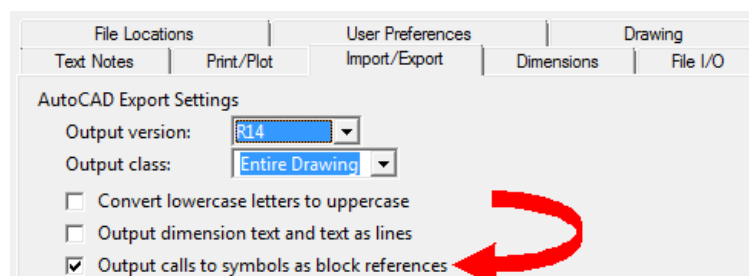 File Locations User Preferences Drawing
Text Notes Print/Plot Import/Export Dimensions File I/O
AutoCAD Export Settings
Output version: R14
Output class: Entire Drawing
Convert lowercase letters to uppercase
Output dimension text and text as lines
Output calls to symbols as block references